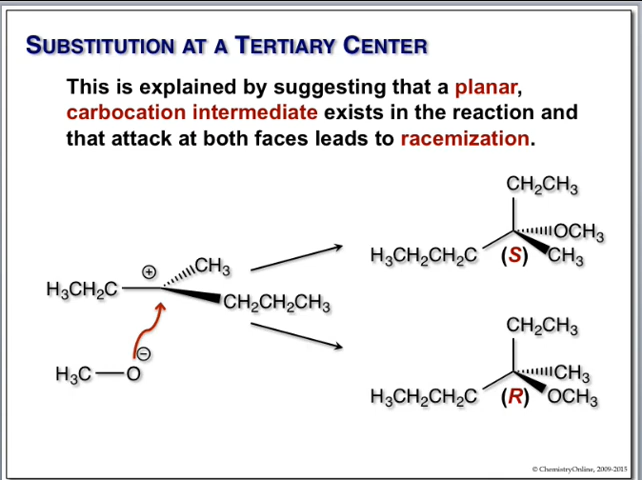 SUBSTITUTION AT A TERTIARY CENTER
This is explained by suggesting that a planar,
carbocation intermediate exists in the reaction and
that attack at both faces leads to racemization.
CH₂CH₃
OCH₃
H₃CH₂CH₂C (S) CH₃
⊕ CH₃
H₃CH₂C
CH₂CH₂CH₃
CH₂CH₃
⊖
H₃C—O
CH₃
H₃CH₂CH₂C (R) OCH₃
© ChemistryOnline, 2009-2015